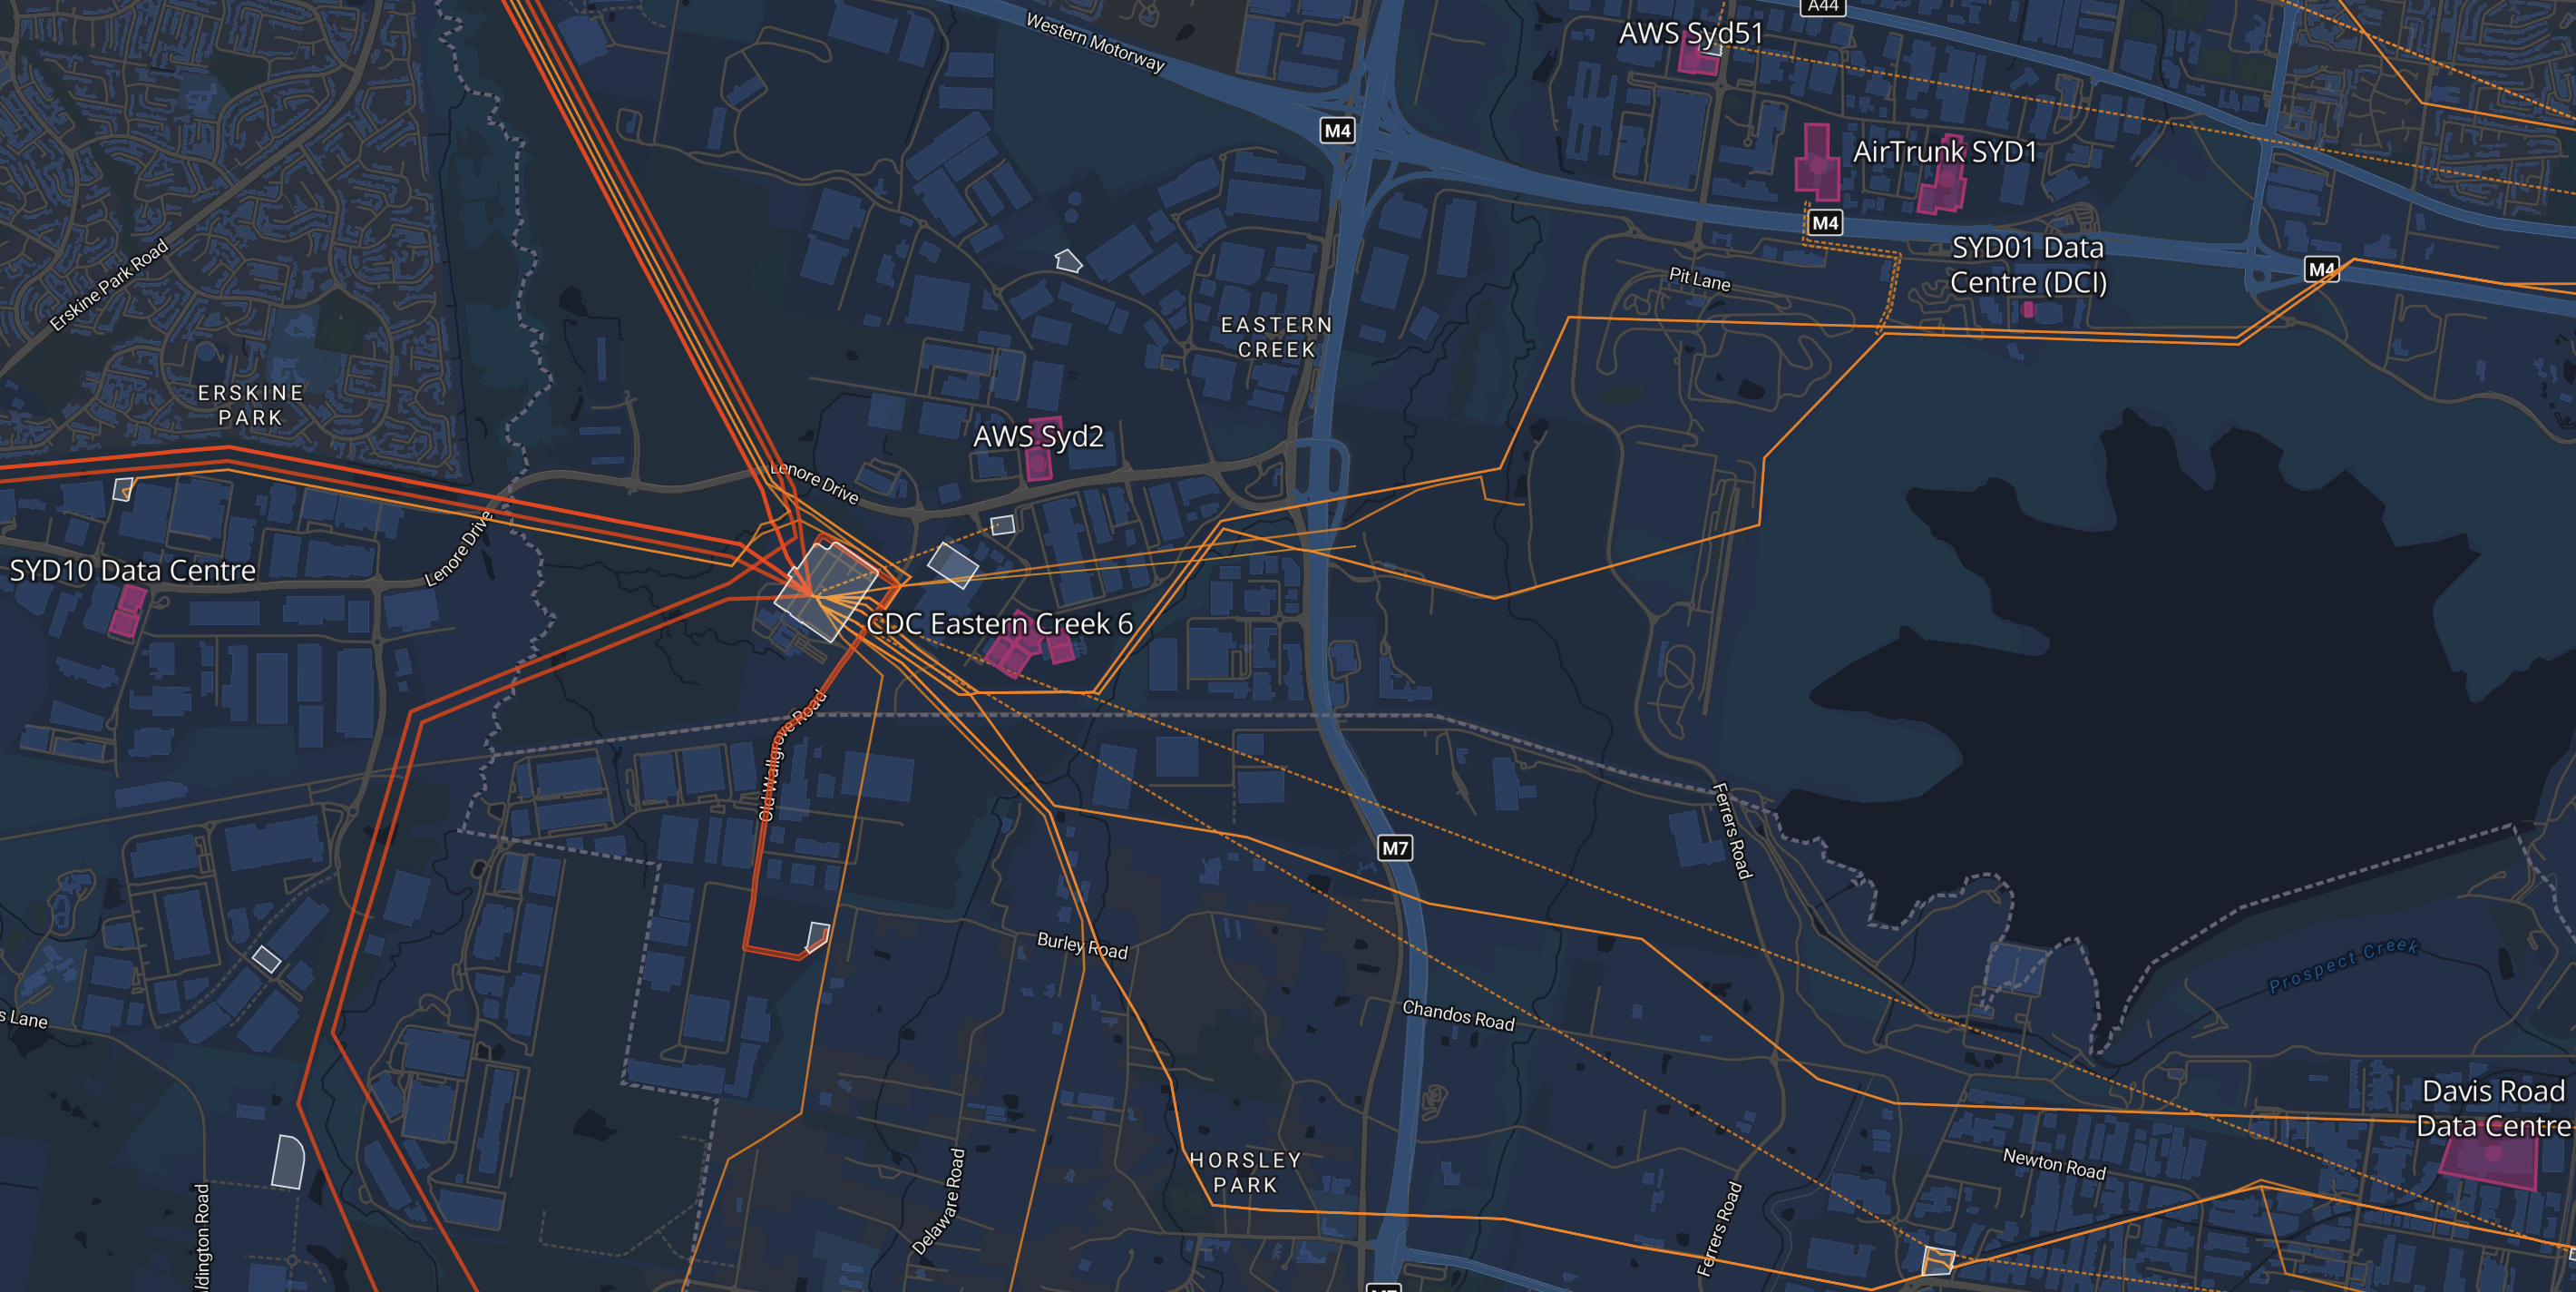 A44
Western Motorway
AWS Syd51
M4
AirTrunk SYD1
M4
SYD01 Data
Centre (DCI)
M4
Pit Lane
Erskine Park Road
EASTERN
CREEK
ERSKINE
PARK
AWS Syd2
Lenore Drive
Lenore Drive
SYD10 Data Centre
CDC Eastern Creek 6
Old Wallgrove Road
M7
Ferrers Road
Burley Road
Prospect Creek
Chandos Road
s Lane
Davis Road
Data Centre
Newton Road
HORSLEY
PARK
Delaware Road
Ferrers Road
ldington Road